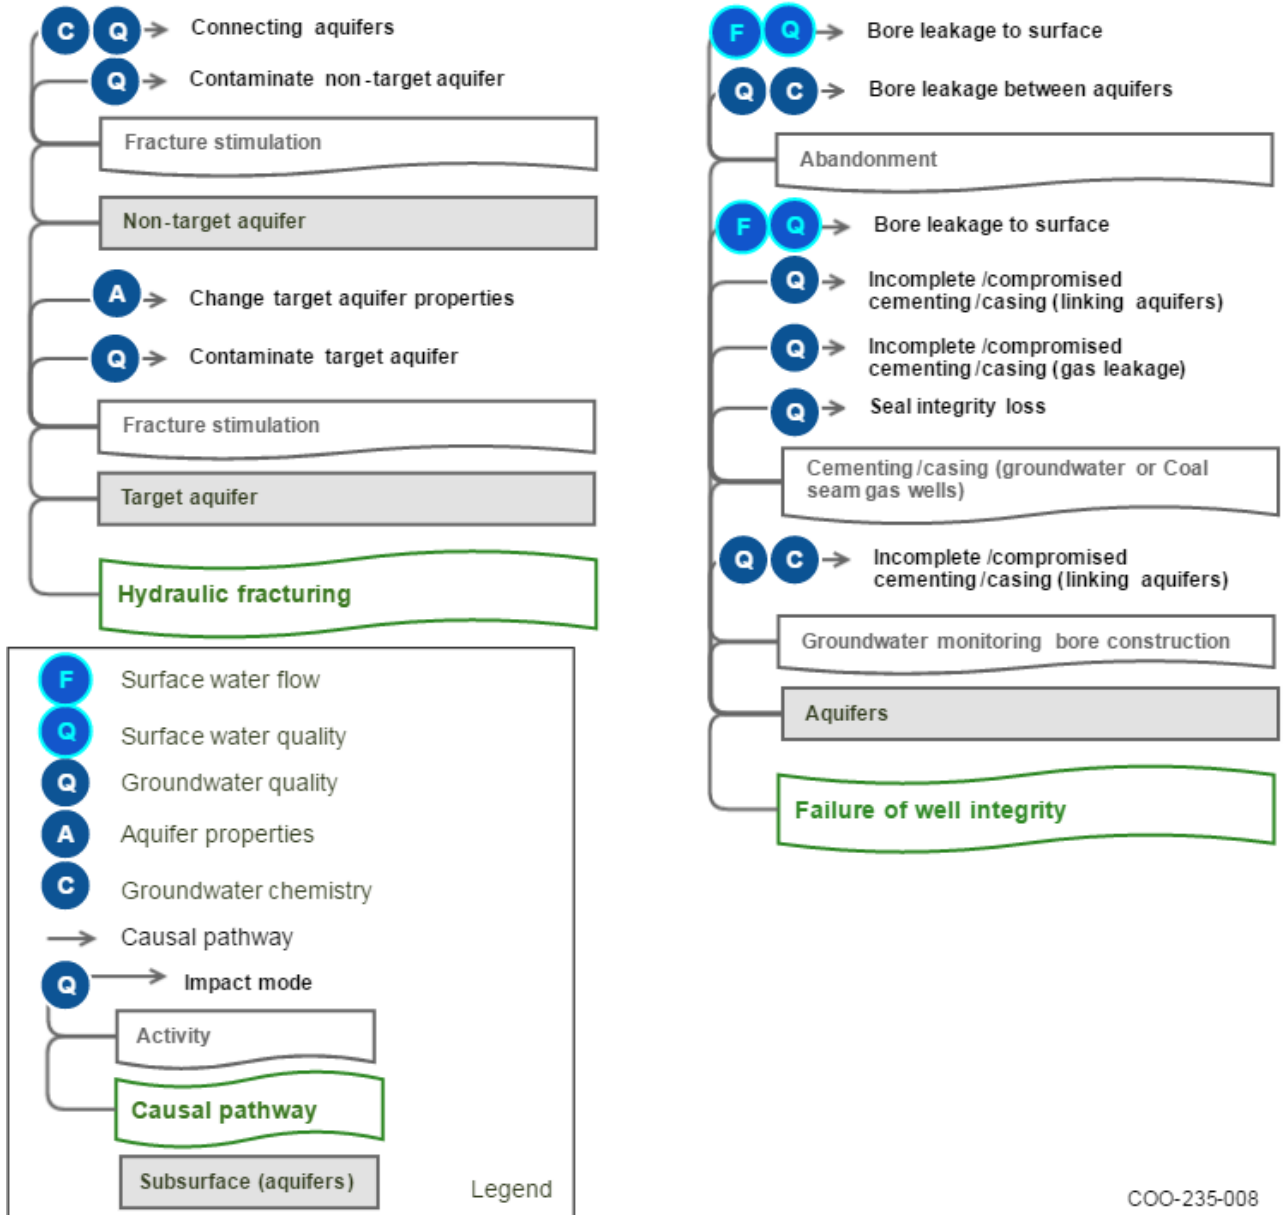 C Q Connecting aquifers
Q Contaminate non-target aquifer
Fracture stimulation
Non-target aquifer
A Change target aquifer properties
Q Contaminate target aquifer
Fracture stimulation
Target aquifer
Hydraulic fracturing
F Q Bore leakage to surface
Q C Bore leakage between aquifers
Abandonment
F Q Bore leakage to surface
Q Incomplete /compromised
cementing /casing (linking aquifers)
Q Incomplete /compromised
cementing /casing (gas leakage)
Q Seal integrity loss
Cementing /casing (groundwater or Coal
seam gas wells)
Q C Incomplete /compromised
cementing /casing (linking aquifers)
Groundwater monitoring bore construction
Aquifers
Failure of well integrity
F Surface water flow
Q Surface water quality
Q Groundwater quality
A Aquifer properties
C Groundwater chemistry
Causal pathway
Q Impact mode
Activity
Causal pathway
Subsurface (aquifers)
Legend
COO-235-008